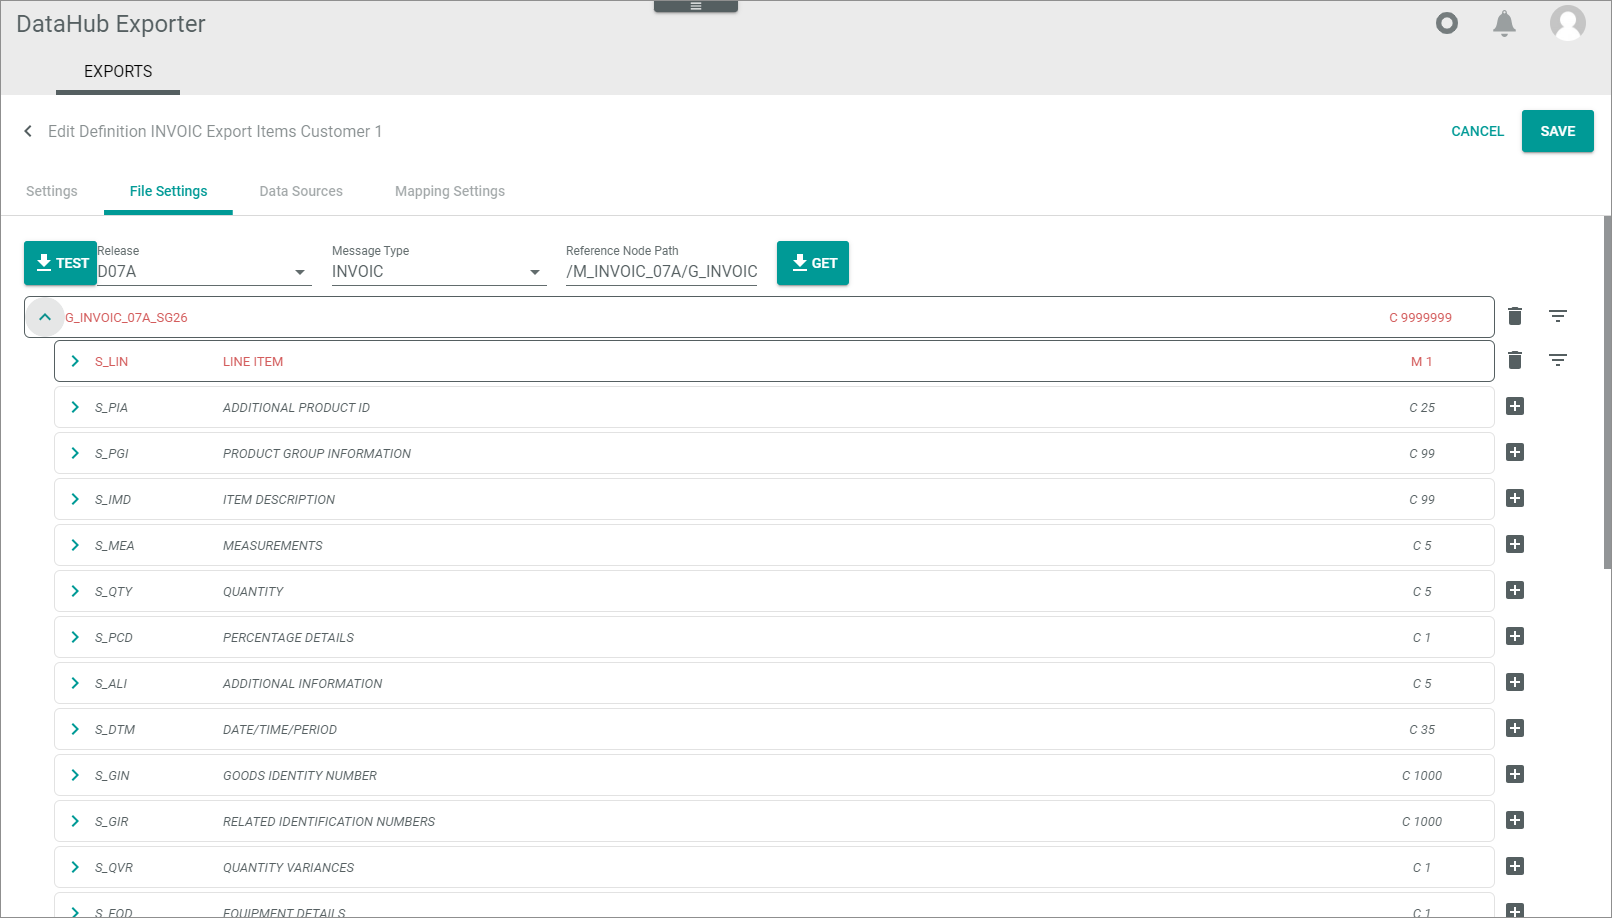 DataHub Exporter
EXPORTS
Edit Definition INVOIC Export Items Customer 1
CANCEL
SAVE
Settings
File Settings
Data Sources
Mapping Settings
TEST
Release
D07A
Message Type
INVOIC
Reference Node Path
/M_INVOIC_07A/G_INVOIC
GET
G_INVOIC_07A_SG26 C 9999999
S_LIN LINE ITEM M 1
S_PIA ADDITIONAL PRODUCT ID C 25
S_PGI PRODUCT GROUP INFORMATION C 99
S_IMD ITEM DESCRIPTION C 99
S_MEA MEASUREMENTS C 5
S_QTY QUANTITY C 5
S_PCD PERCENTAGE DETAILS C 1
S_ALI ADDITIONAL INFORMATION C 5
S_DTM DATE/TIME/PERIOD C 35
S_GIN GOODS IDENTITY NUMBER C 1000
S_GIR RELATED IDENTIFICATION NUMBERS C 1000
S_QVR QUANTITY VARIANCES C 1
S_EQD EQUIPMENT DETAILS C 1